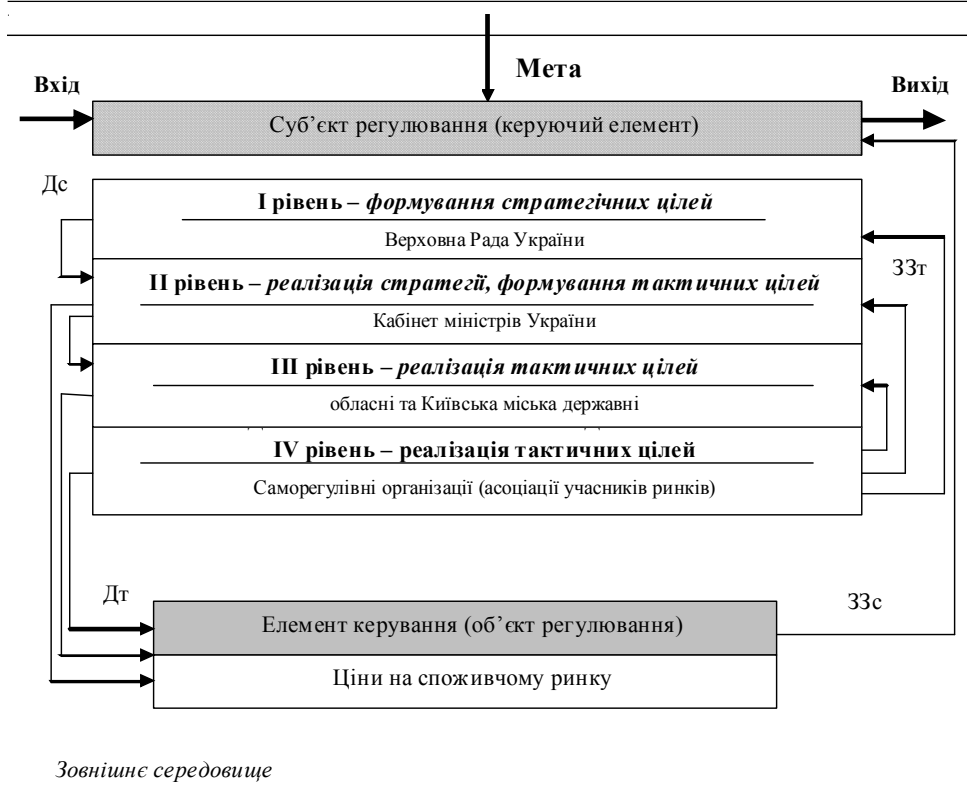 Мета
Вхід
Вихід
Суб’єкт регулювання (керуючий елемент)
Дс
І рівень – формування стратегічних цілей
Верховна Рада України
ЗЗт
ІІ рівень – реалізація стратегії, формування тактичних цілей
Кабінет міністрів України
ІІІ рівень – реалізація тактичних цілей
обласні та Київська міська державні
ІV рівень – реалізація тактичних цілей
Саморегулівні організації (асоціації учасників ринків)
Дт
ЗЗс
Елемент керування (об’єкт регулювання)
Ціни на споживчому ринку
Зовнішнє середовище